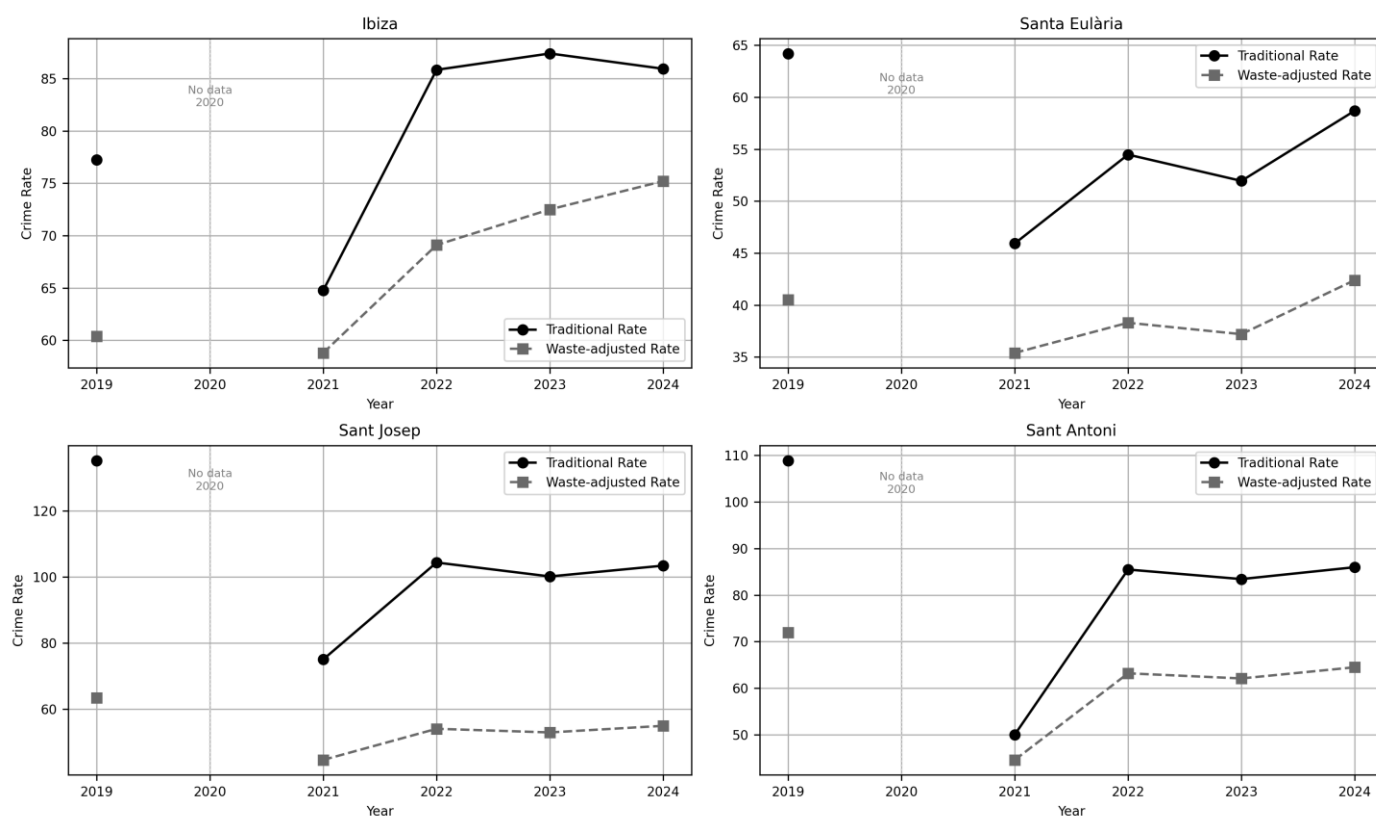 Ibiza
Crime Rate
85
80
75
70
65
60
No data
2020
Traditional Rate
Waste-adjusted Rate
2019 2020 2021 2022 2023 2024
Year
Santa Eulària
Crime Rate
65
60
55
50
45
40
35
No data
2020
Traditional Rate
Waste-adjusted Rate
2019 2020 2021 2022 2023 2024
Year
Sant Josep
Crime Rate
120
100
80
60
No data
2020
Traditional Rate
Waste-adjusted Rate
2019 2020 2021 2022 2023 2024
Year
Sant Antoni
Crime Rate
110
100
90
80
70
60
50
No data
2020
Traditional Rate
Waste-adjusted Rate
2019 2020 2021 2022 2023 2024
Year